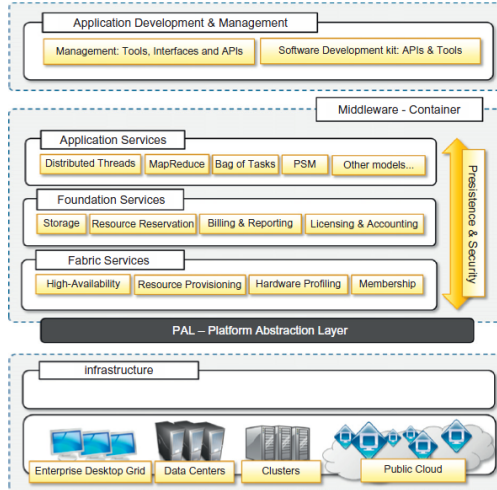 Application Development & Management
Management: Tools, Interfaces and APIs
Software Development kit: APIs & Tools
Middleware - Container
Application Services
Distributed Threads
MapReduce
Bag of Tasks
PSM
Other models...
Foundation Services
Storage
Resource Reservation
Billing & Reporting
Licensing & Accounting
Fabric Services
High-Availability
Resource Provisioning
Hardware Profiling
Membership
Presistence & Security
PAL – Platform Abstraction Layer
infrastructure
Enterprise Desktop Grid
Data Centers
Clusters
Public Cloud